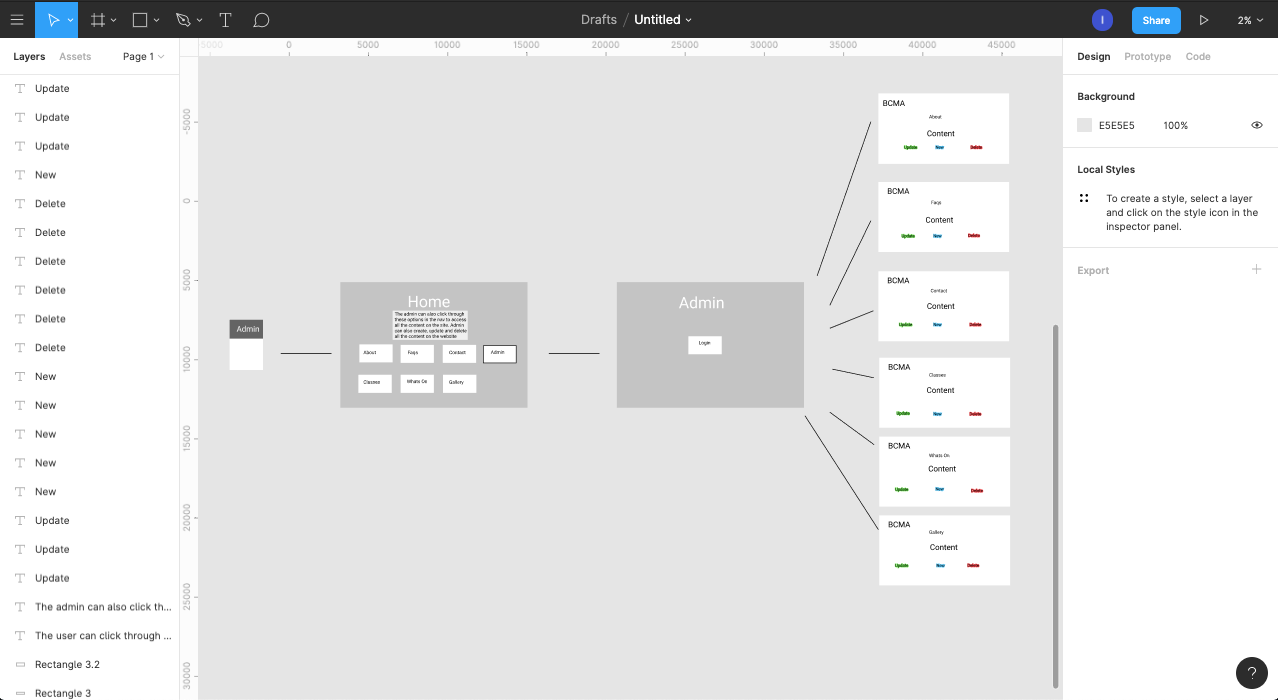 Drafts / Untitled
I
Share
2%
Layers
Assets
Page 1
Update
Update
Update
New
Delete
Delete
Delete
Delete
Delete
Delete
New
New
New
New
New
Update
Update
Update
The admin can also click th...
The user can click through ...
Rectangle 3.2
Rectangle 3
5000 0 5000 10000 15000 20000 25000 30000 35000 40000 45000
-5000
0
5000
10000
15000
20000
25000
30000
Admin
Home
The admin can also click through
these options in the nav to access
all the content on the site. Admin
can also create, update and delete
all the content on the website
About
Faqs
Contact
Admin
Classes
Whats On
Gallery
Admin
Login
BCMA
About
Content
Update New Delete
BCMA
Faqs
Content
Update New Delete
BCMA
Contact
Content
Update New Delete
BCMA
Classes
Content
Update New Delete
BCMA
Whats On
Content
Update New Delete
BCMA
Gallery
Content
Update New Delete
Design
Prototype
Code
Background
E5E5E5 100%
Local Styles
To create a style, select a layer
and click on the style icon in the
inspector panel.
Export
?